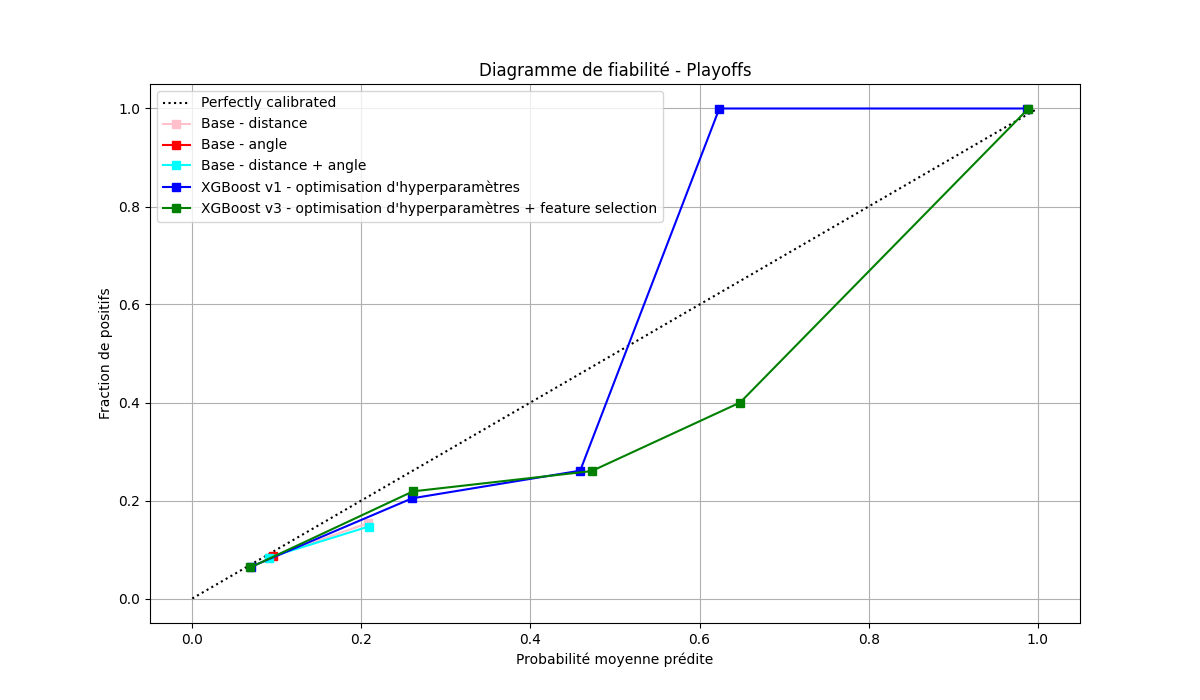 Diagramme de fiabilité - Playoffs
Perfectly calibrated
Base - distance
Base - angle
Base - distance + angle
XGBoost v1 - optimisation d'hyperparamètres
XGBoost v3 - optimisation d'hyperparamètres + feature selection
Fraction de positifs
1.0
0.8
0.6
0.4
0.2
0.0
0.0 0.2 0.4 0.6 0.8 1.0
Probabilité moyenne prédite